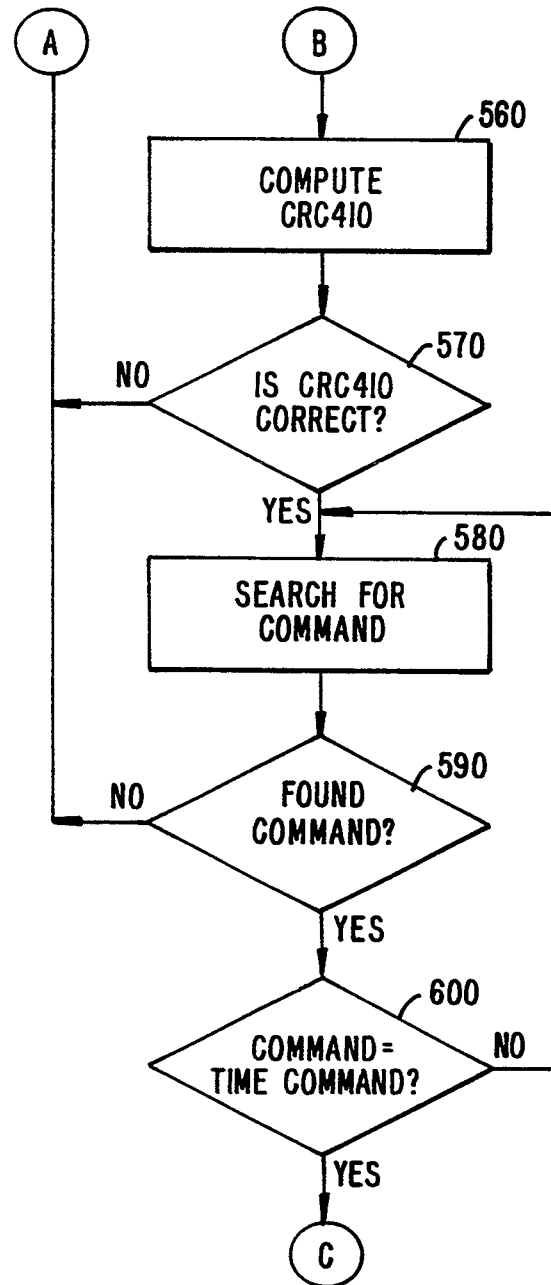 A
B
560
COMPUTE
CRC410
570
NO
IS CRC410
CORRECT?
YES
580
SEARCH FOR
COMMAND
590
NO
FOUND
COMMAND?
YES
600
COMMAND=
TIME COMMAND?
NO
YES
C